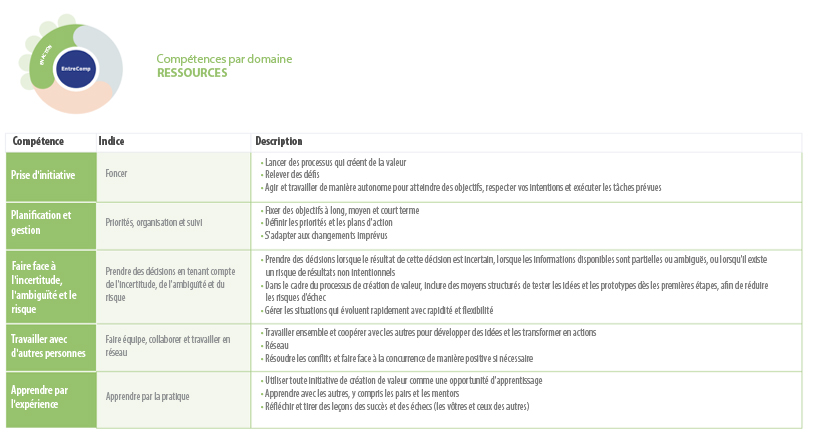 EntreComp
Compétences par domaine
RESSOURCES
Compétence
Indice
Description
Prise d'initiative
Foncer
• Lancer des processus qui créent de la valeur
• Relever des défis
• Agir et travailler de manière autonome pour atteindre des objectifs, respecter vos intentions et exécuter les tâches prévues
Planification et
gestion
Priorités, organisation et suivi
• Fixer des objectifs à long, moyen et court terme
• Définir les priorités et les plans d'action
• S'adapter aux changements imprévus
Faire face à
l'incertitude,
l'ambiguïté et le
risque
Prendre des décisions en tenant compte
de l'incertitude, de l'ambiguïté et du
risque
• Prendre des décisions lorsque le résultat de cette décision est incertain, lorsque les informations disponibles sont partielles ou ambiguës, ou lorsqu'il existe
un risque de résultats non intentionnels
• Dans le cadre du processus de création de valeur, inclure des moyens structurés de tester les idées et les prototypes dès les premières étapes, afin de réduire
les risques d'échec
• Gérer les situations qui évoluent rapidement avec rapidité et flexibilité
Travailler avec
d'autres personnes
Faire équipe, collaborer et travailler en
réseau
• Travailler ensemble et coopérer avec les autres pour développer des idées et les transformer en actions
• Réseau
• Résoudre les conflits et faire face à la concurrence de manière positive si nécessaire
Apprendre par
l'expérience
Apprendre par la pratique
• Utiliser toute initiative de création de valeur comme une opportunité d'apprentissage
• Apprendre avec les autres, y compris les pairs et les mentors
• Réfléchir et tirer des leçons des succès et des échecs (les vôtres et ceux des autres)